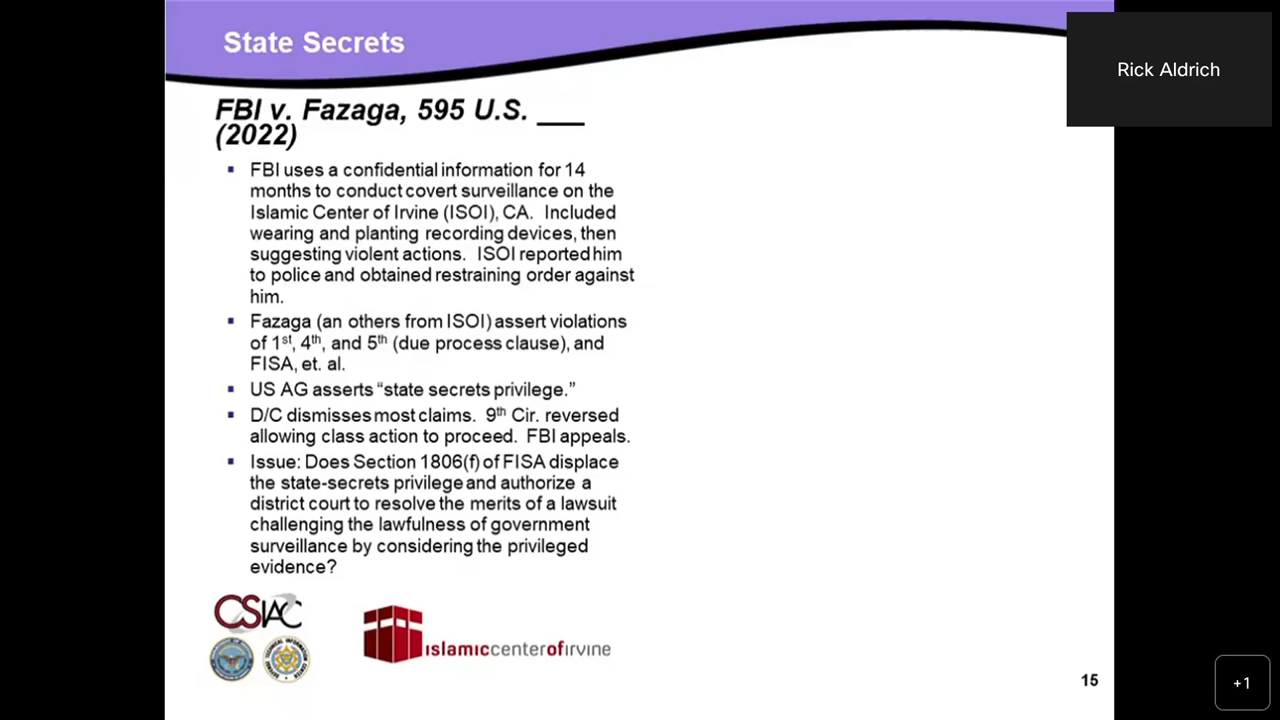 State Secrets
Rick Aldrich
FBI v. Fazaga, 595 U.S. ___
(2022)
▪ FBI uses a confidential information for 14
months to conduct covert surveillance on the
Islamic Center of Irvine (ISOI), CA. Included
wearing and planting recording devices, then
suggesting violent actions. ISOI reported him
to police and obtained restraining order against
him.
▪ Fazaga (an others from ISOI) assert violations
of 1st, 4th, and 5th (due process clause), and
FISA, et. al.
▪ US AG asserts “state secrets privilege.”
▪ D/C dismisses most claims. 9th Cir. reversed
allowing class action to proceed. FBI appeals.
▪ Issue: Does Section 1806(f) of FISA displace
the state-secrets privilege and authorize a
district court to resolve the merits of a lawsuit
challenging the lawfulness of government
surveillance by considering the privileged
evidence?
CSIAC
islamiccenterofirvine
15
+1